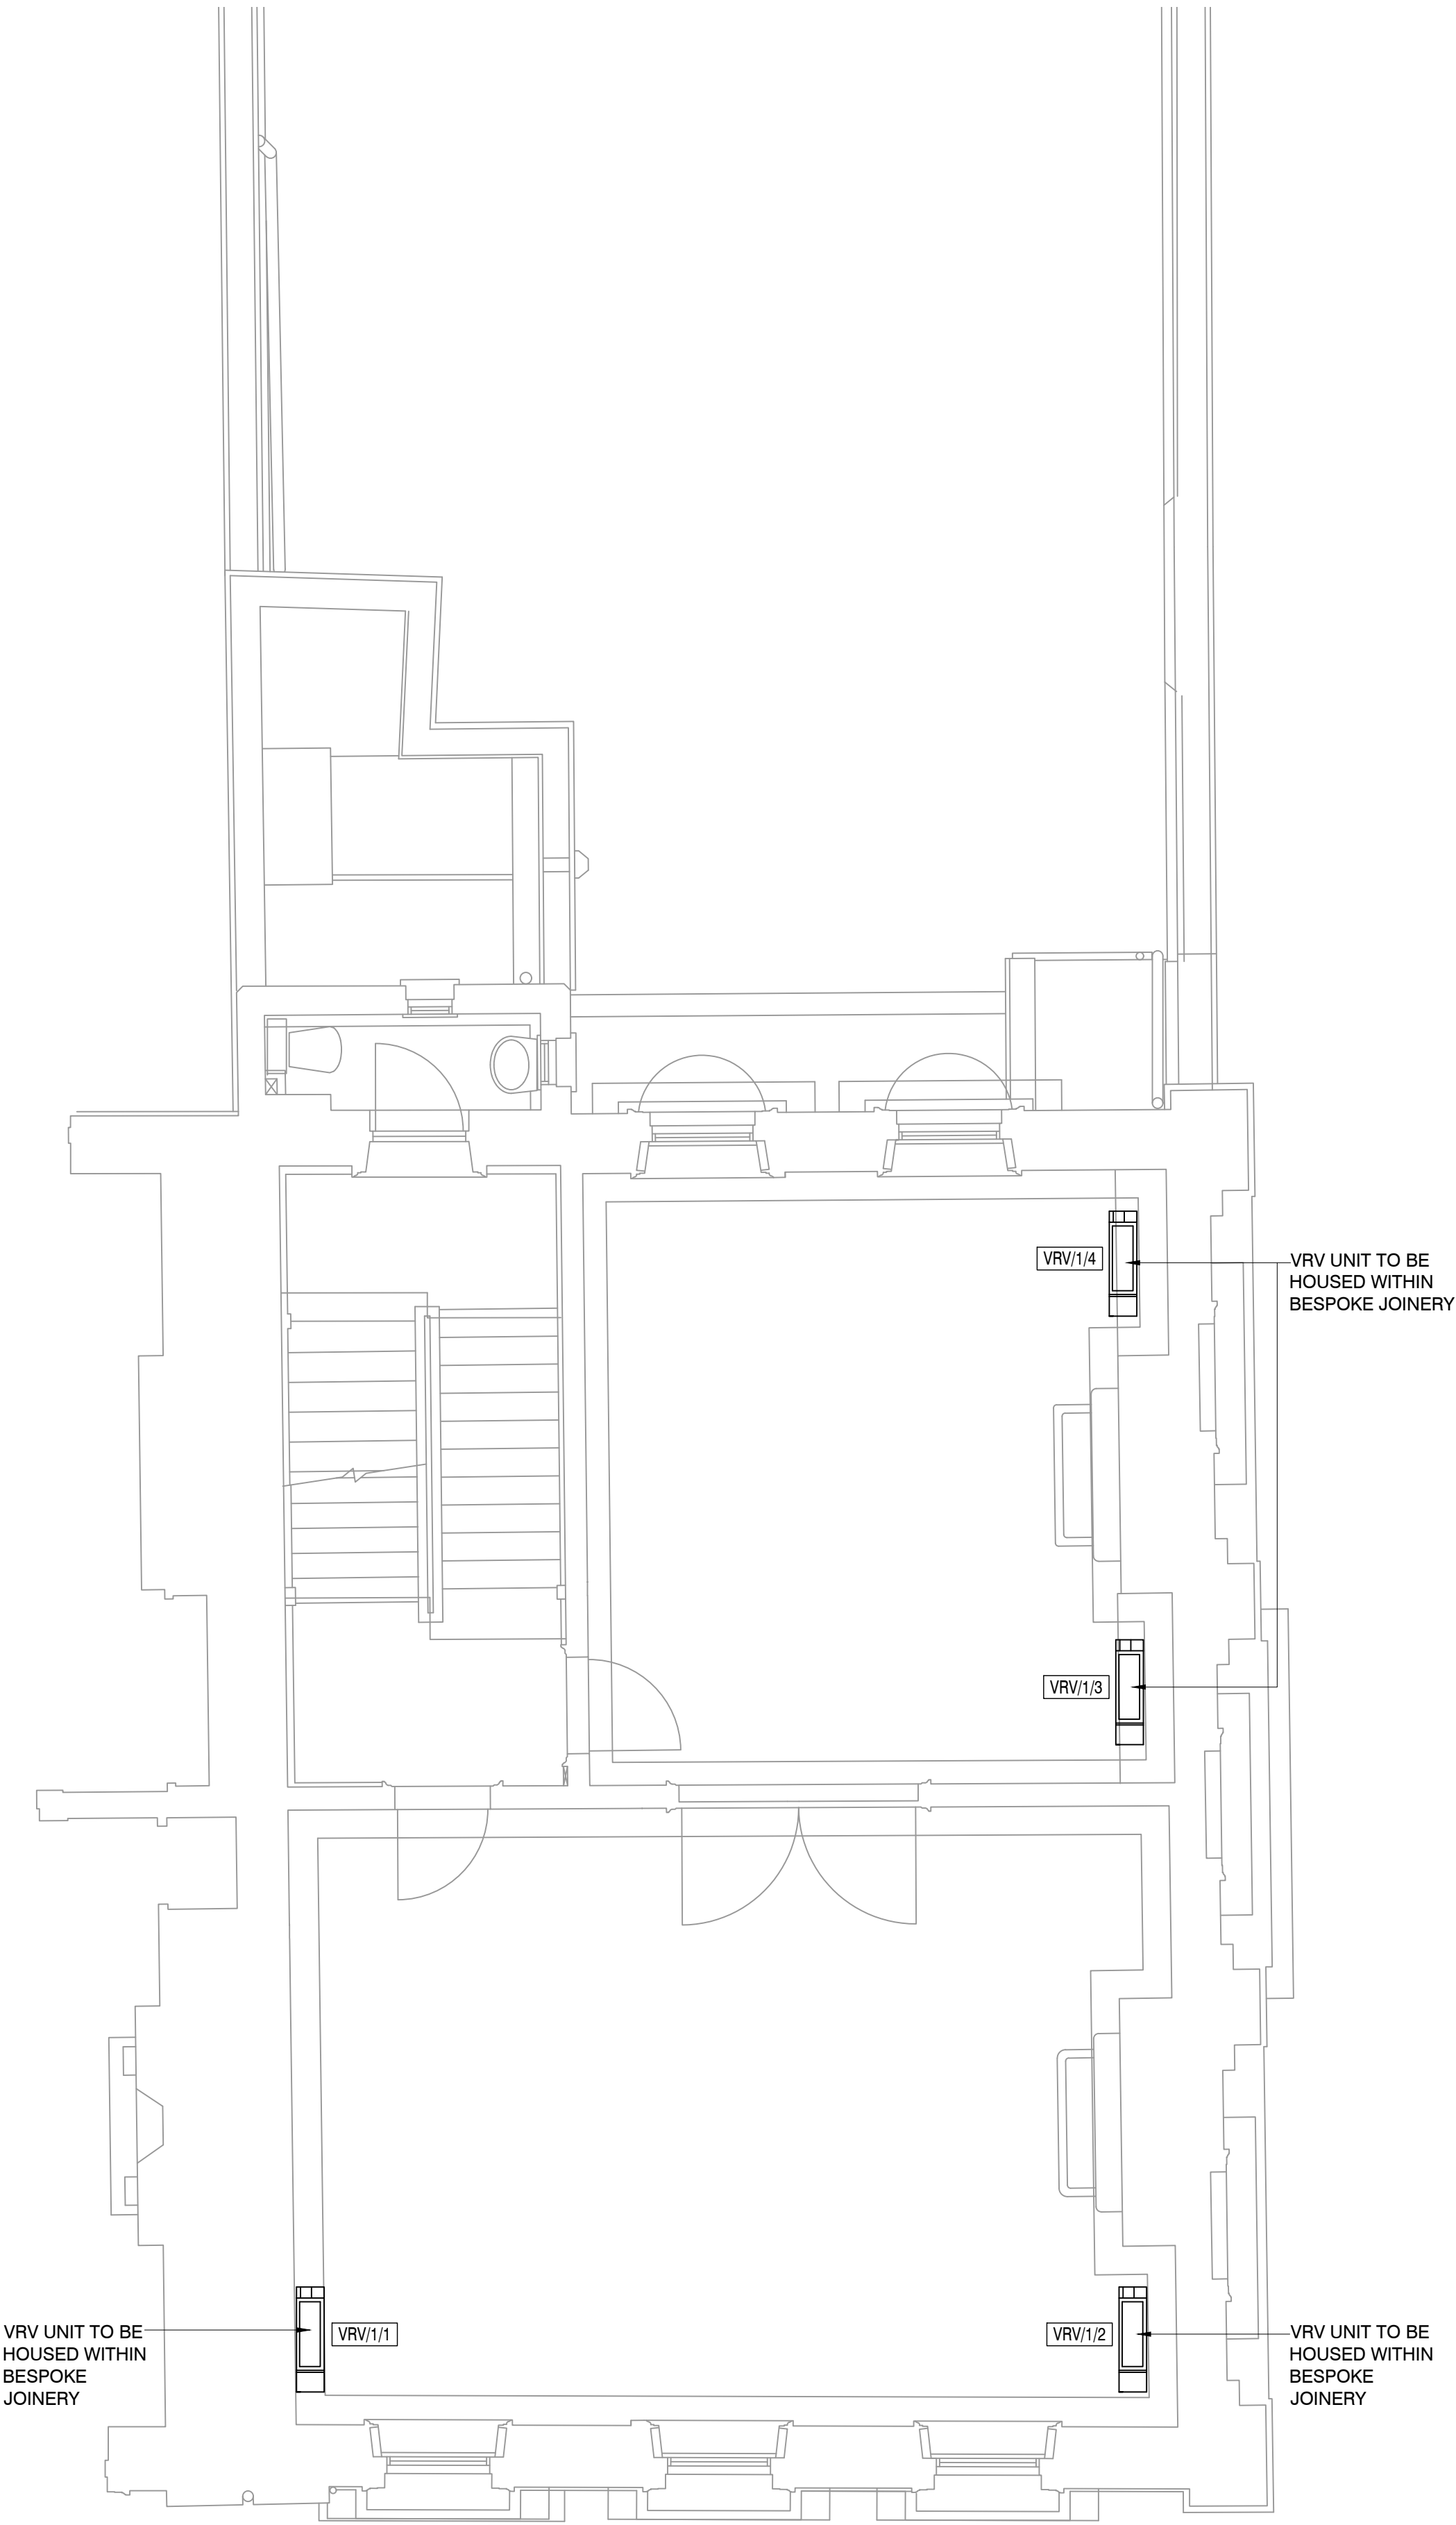 VRV/1/4
VRV UNIT TO BE
HOUSED WITHIN
BESPOKE JOINERY
VRV/1/3
VRV UNIT TO BE
HOUSED WITHIN
BESPOKE
JOINERY
VRV/1/1
VRV/1/2
VRV UNIT TO BE
HOUSED WITHIN
BESPOKE
JOINERY